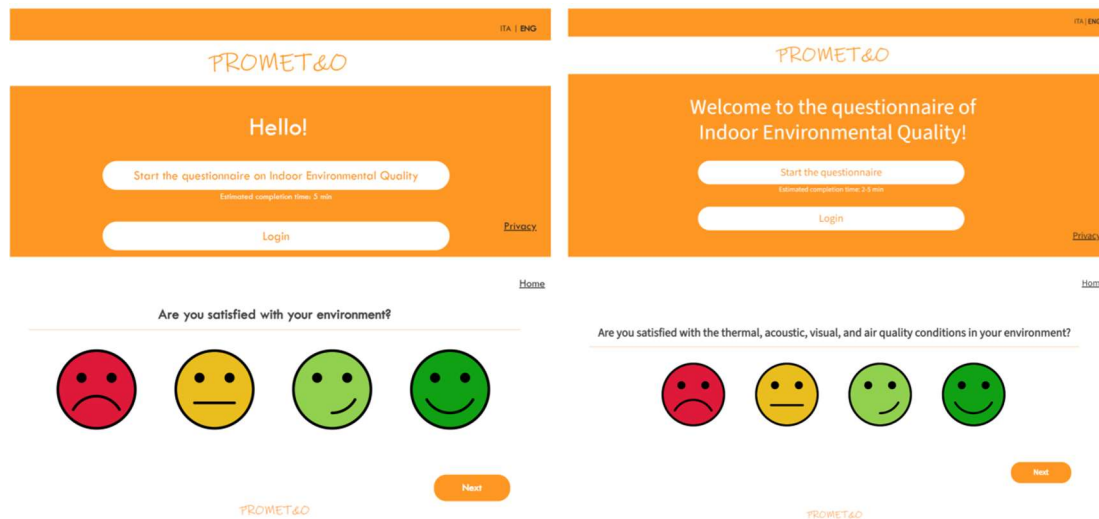 ITA | ENG
PROMET&O
Hello!
Start the questionnaire on Indoor Environmental Quality
Estimated completion time: 5 min
Login
Privacy
Home
Are you satisfied with your environment?
Next
PROMET&O
ITA | ENG
PROMET&O
Welcome to the questionnaire of
Indoor Environmental Quality!
Start the questionnaire
Estimated completion time: 2-5 min
Login
Privacy
Hom
Are you satisfied with the thermal, acoustic, visual, and air quality conditions in your environment?
Next
PROMET&O